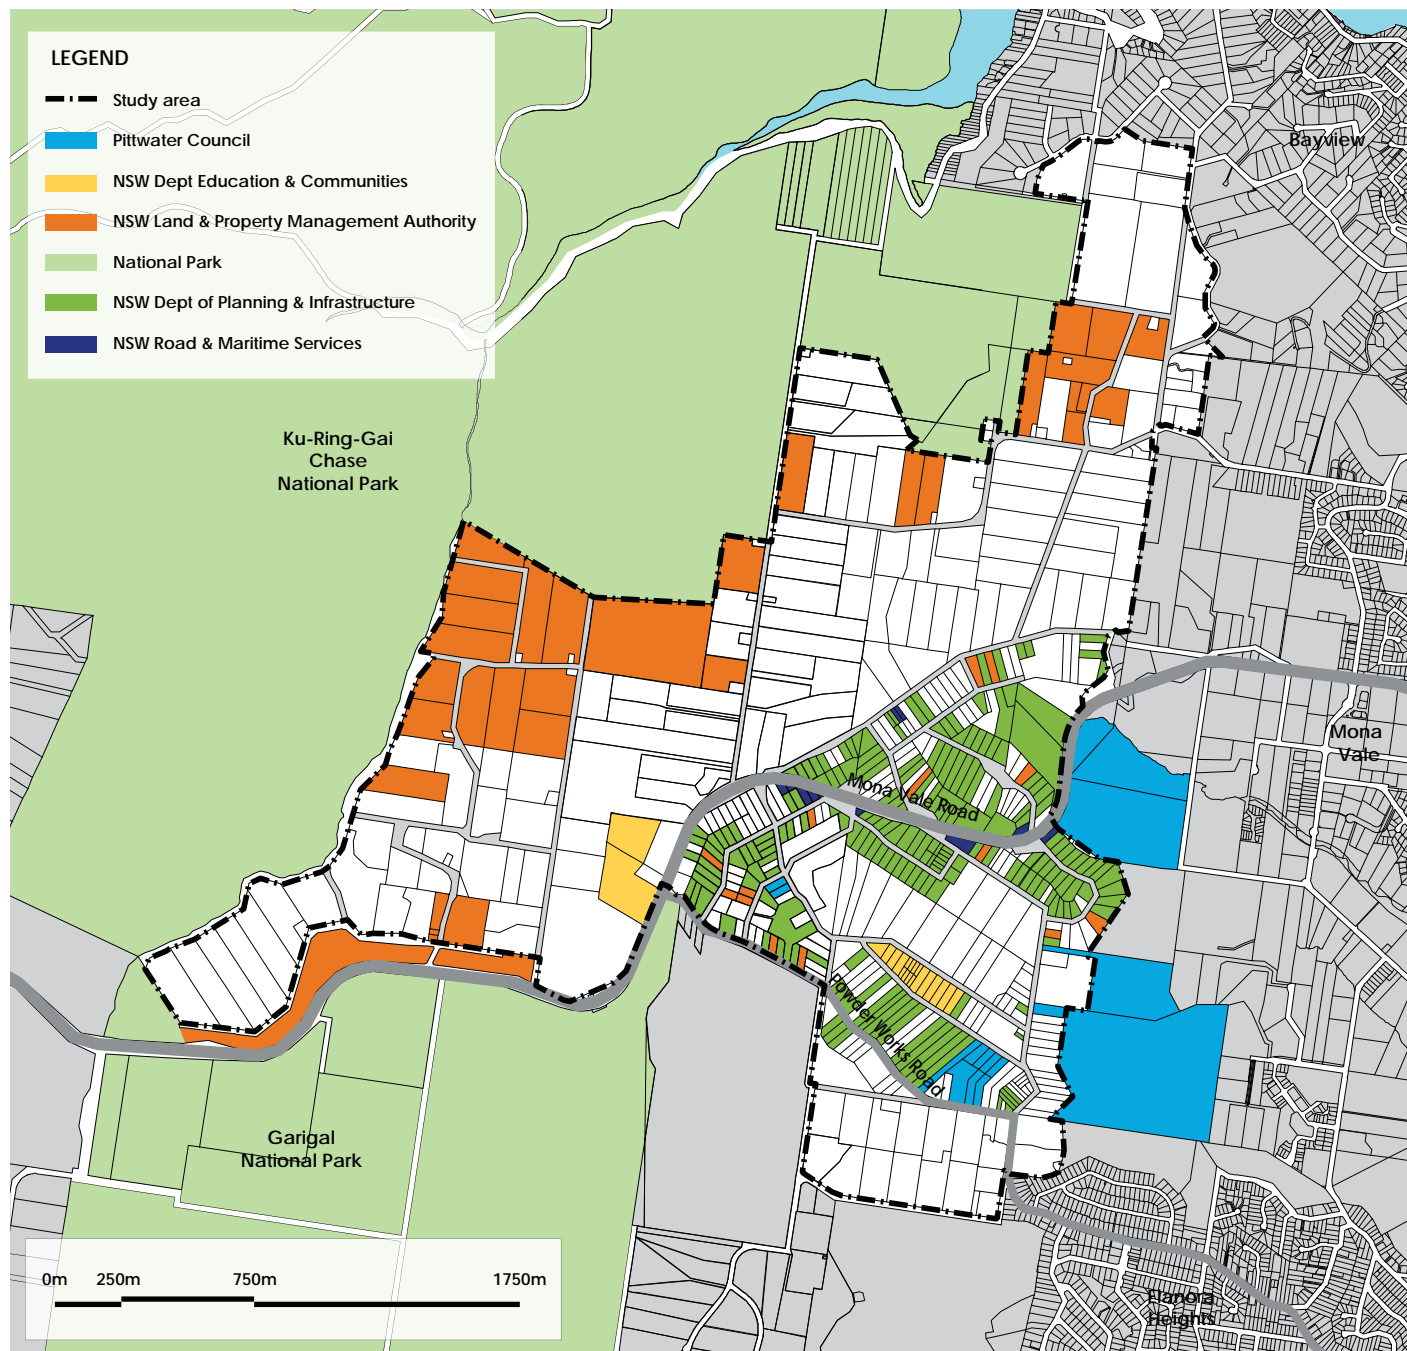 LEGEND
Study area
Pittwater Council
NSW Dept Education & Communities
NSW Land & Property Management Authority
National Park
NSW Dept of Planning & Infrastructure
NSW Road & Maritime Services
Bayview
Ku-Ring-Gai
Chase
National Park
Mona
Vale
Mona Vale Road
Powder Works Road
Garigal
National Park
0m 250m 750m 1750m
Elanora
Heights